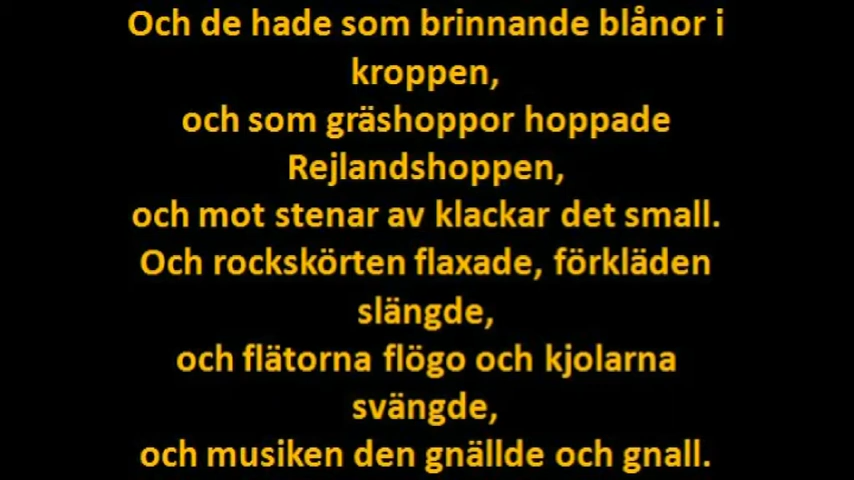 Och de hade som brinnande blånor i
kroppen,
och som gräshoppor hoppade
Rejlandshoppen,
och mot stenar av klackar det small.
Och rockskörten flaxade, förkläden
slängde,
och flätorna flögo och kjolarna
svängde,
och musiken den gnällde och gnall.